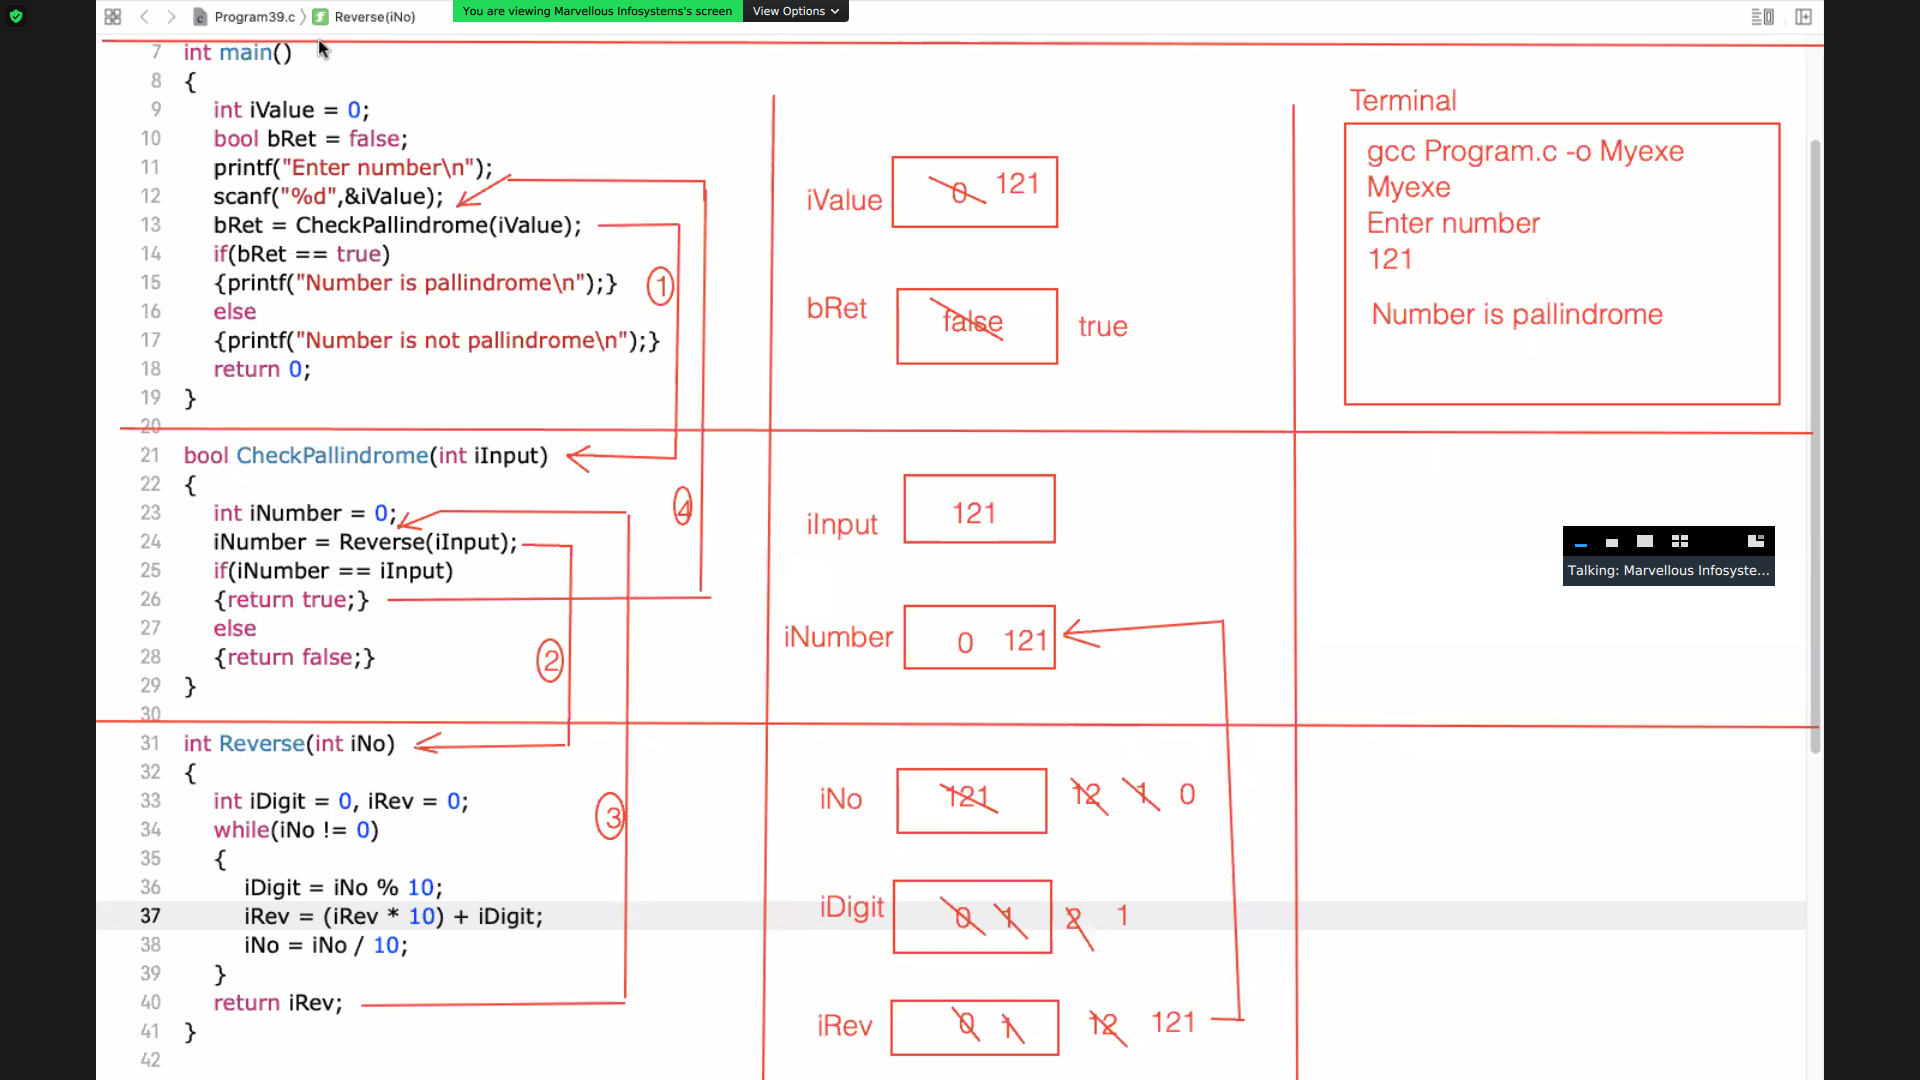 Program39.c > Reverse(iNo)
You are viewing Marvellous Infosystems's screen
View Options
7 int main()
8 {
9 int iValue = 0;
10 bool bRet = false;
11 printf("Enter number\n");
12 scanf("%d",&iValue);
13 bRet = CheckPallindrome(iValue);
14 if(bRet == true)
15 {printf("Number is pallindrome\n");}
16 else
17 {printf("Number is not pallindrome\n");}
18 return 0;
19 }
20
21 bool CheckPallindrome(int iInput)
22 {
23 int iNumber = 0;
24 iNumber = Reverse(iInput);
25 if(iNumber == iInput)
26 {return true;}
27 else
28 {return false;}
29 }
30
31 int Reverse(int iNo)
32 {
33 int iDigit = 0, iRev = 0;
34 while(iNo != 0)
35 {
36 iDigit = iNo % 10;
37 iRev = (iRev * 10) + iDigit;
38 iNo = iNo / 10;
39 }
40 return iRev;
41 }
42
1
4
2
3
iValue 0 121
bRet false true
iInput 121
iNumber 0 121
iNo 121 12 1 0
iDigit 0 1 2 1
iRev 0 1 12 121
Terminal
gcc Program.c -o Myexe
Myexe
Enter number
121
Number is pallindrome
Talking: Marvellous Infosyste...